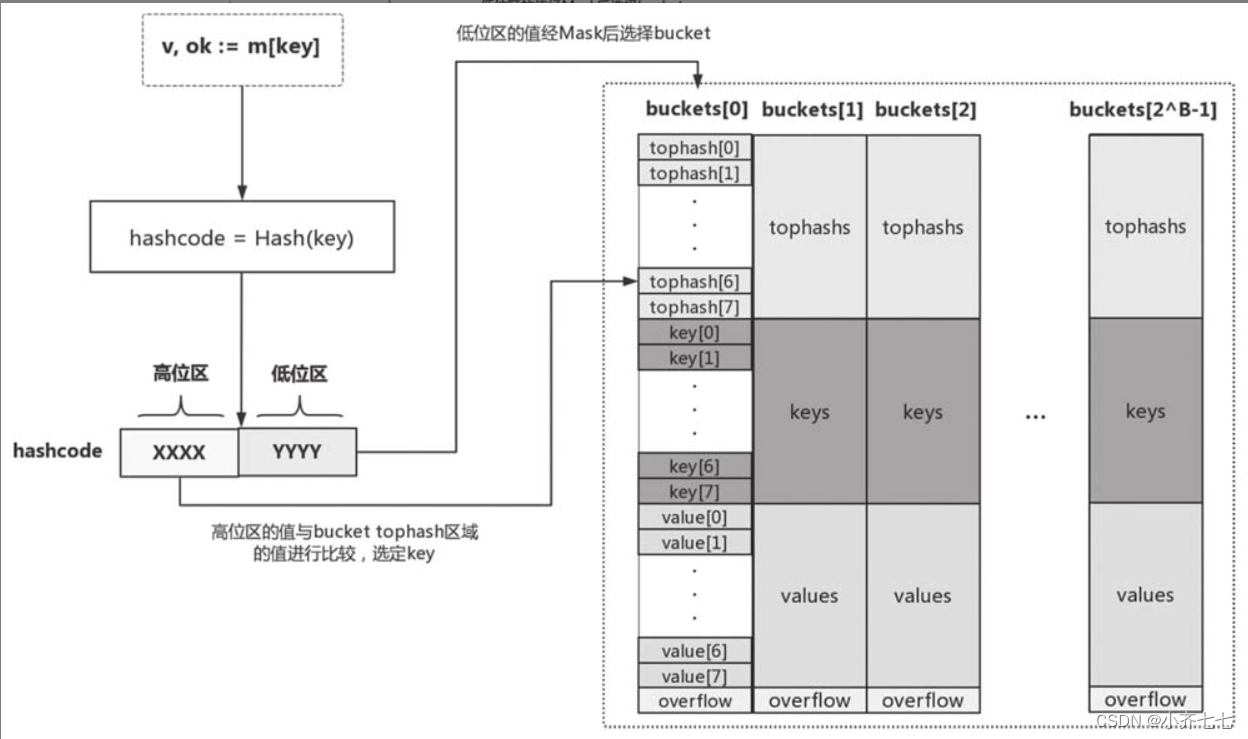 v, ok := m[key]
低位区的值经Mask后选择bucket
buckets[0] buckets[1] buckets[2] buckets[2^B-1]
tophash[0]
tophash[1]
.
.
.
tophash[6]
tophash[7]
key[0]
key[1]
.
.
.
key[6]
key[7]
value[0]
value[1]
.
.
.
value[6]
value[7]
overflow
tophashs
keys
values
overflow
tophashs
keys
values
overflow
...
tophashs
keys
values
overflow
hashcode = Hash(key)
高位区 低位区
hashcode XXXX YYYY
高位区的值与bucket tophash区域
的值进行比较，选定key
CSDN @小齐七七